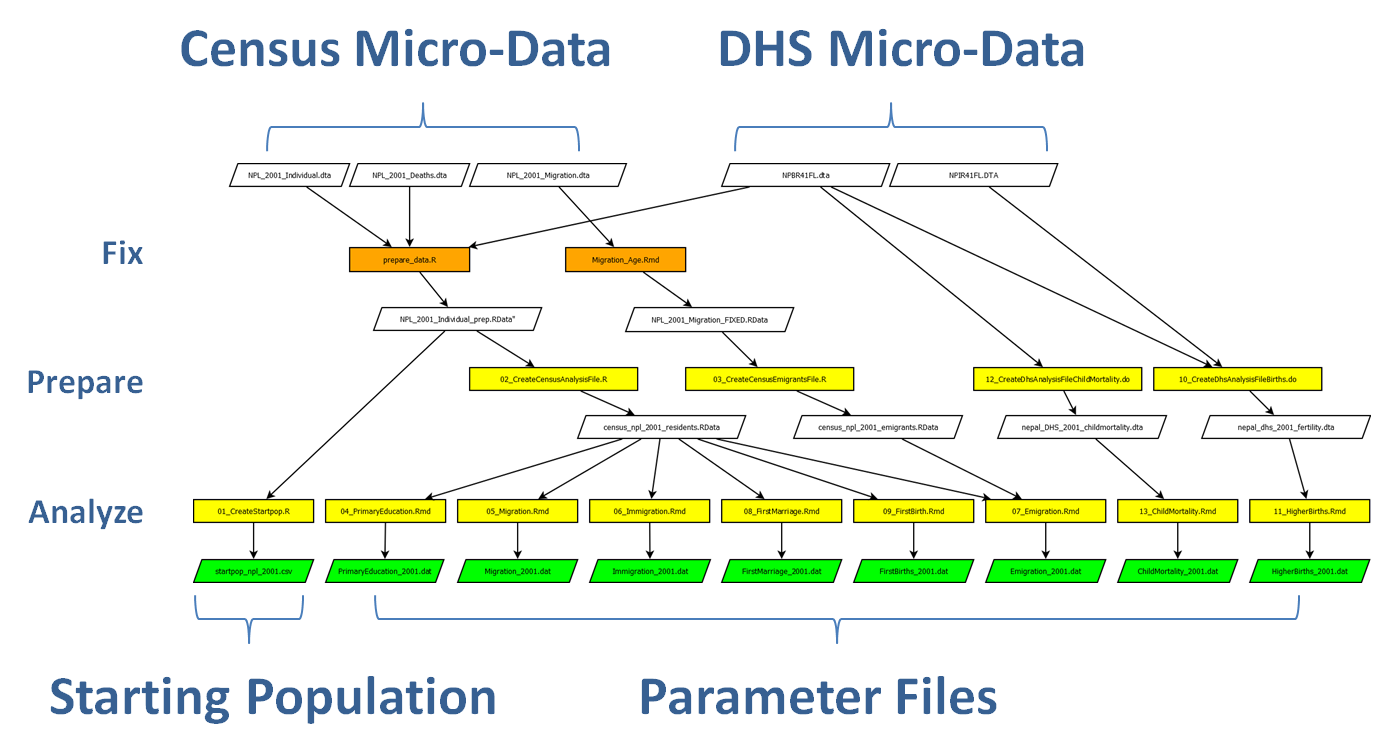 Census Micro-Data
DHS Micro-Data
NPL_2001_Individual.dta
NPL_2001_Deaths.dta
NPL_2001_Migration.dta
NPBR41FL.dta
NPIR41FL.DTA
Fix
prepare_data.R
Migration_Age.Rmd
NPL_2001_Individual_prep.RData"
NPL_2001_Migration_FIXED.RData
Prepare
02_CreateCensusAnalysisFile.R
03_CreateCensusEmigrantsFile.R
12_CreateDhsAnalysisFileChildMortality.do
10_CreateDhsAnalysisFileBirths.do
census_npl_2001_residents.RData
census_npl_2001_emigrants.RData
nepal_DHS_2001_childmortality.dta
nepal_dhs_2001_fertility.dta
Analyze
01_CreateStartpop.R
04_PrimaryEducation.Rmd
05_Migration.Rmd
06_Immigration.Rmd
08_FirstMarriage.Rmd
09_FirstBirth.Rmd
07_Emigration.Rmd
13_ChildMortality.Rmd
11_HigherBirths.Rmd
startpop_npl_2001.csv
PrimaryEducation_2001.dat
Migration_2001.dat
Immigration_2001.dat
FirstMarriage_2001.dat
FirstBirths_2001.dat
Emigration_2001.dat
ChildMortality_2001.dat
HigherBirths_2001.dat
Starting Population
Parameter Files